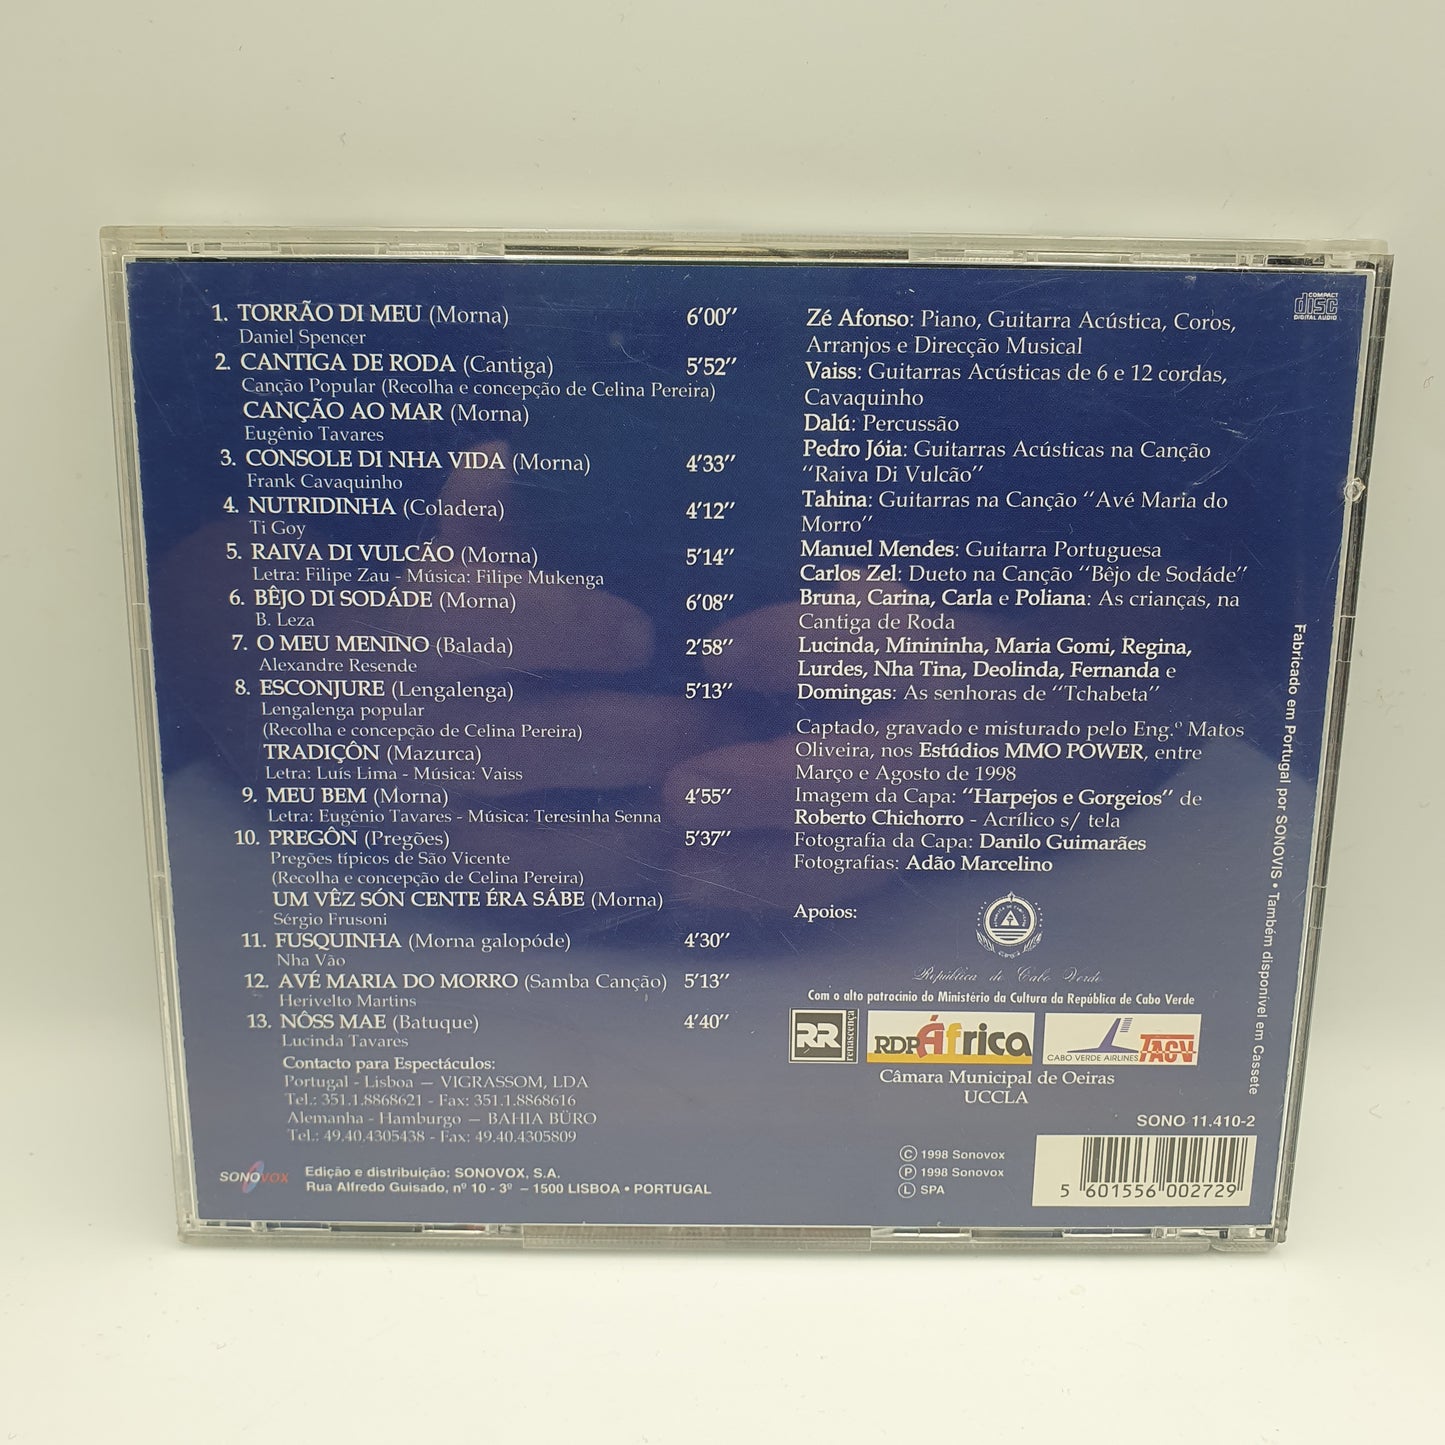 1. TORRÃO DI MEU (Morna) 6'00''
Daniel Spencer
2. CANTIGA DE RODA (Cantiga) 5'52''
Canção Popular (Recolha e concepção de Celina Pereira)
CANÇÃO AO MAR (Morna)
Eugênio Tavares
3. CONSOLE DI NHA VIDA (Morna) 4'33''
Frank Cavaquinho
4. NUTRIDINHA (Coladera) 4'12''
Ti Goy
5. RAIVA DI VULCÃO (Morna) 5'14''
Letra: Filipe Zau - Música: Filipe Mukenga
6. BÊJO DI SODÁDE (Morna) 6'08''
B. Leza
7. O MEU MENINO (Balada) 2'58''
Alexandre Resende
8. ESCONJURE (Lengalenga) 5'13''
Lengalenga popular
(Recolha e concepção de Celina Pereira)
TRADIÇÔN (Mazurca)
Letra: Luís Lima - Música: Vaiss
9. MEU BEM (Morna) 4'55''
Letra: Eugênio Tavares - Música: Teresinha Senna
10. PREGÔN (Pregões) 5'37''
Pregões típicos de São Vicente
(Recolha e concepção de Celina Pereira)
UM VÊZ SÓN CENTE ÉRA SÁBE (Morna)
Sérgio Frusoni
11. FUSQUINHA (Morna galopóde) 4'30''
Nha Vão
12. AVÉ MARIA DO MORRO (Samba Canção) 5'13''
Herivelto Martins
13. NÔSS MAE (Batuque) 4'40''
Lucinda Tavares
Contacto para Espectáculos:
Portugal - Lisboa — VIGRASSOM, LDA
Tel.: 351.1.8868621 - Fax: 351.1.8868616
Alemanha - Hamburgo — BAHIA BÜRO
Tel.: 49.40.4305438 - Fax: 49.40.4305809
SONOVOX
Edição e distribuição: SONOVOX, S.A.
Rua Alfredo Guisado, nº 10 - 3º – 1500 LISBOA • PORTUGAL
COMPACT
disc
DIGITAL AUDIO
Zé Afonso: Piano, Guitarra Acústica, Coros,
Arranjos e Direcção Musical
Vaiss: Guitarras Acústicas de 6 e 12 cordas,
Cavaquinho
Dalú: Percussão
Pedro Jóia: Guitarras Acústicas na Canção
''Raiva Di Vulcão''
Tahina: Guitarras na Canção ''Avé Maria do
Morro''
Manuel Mendes: Guitarra Portuguesa
Carlos Zel: Dueto na Canção ''Bêjo de Sodáde''
Bruna, Carina, Carla e Poliana: As crianças, na
Cantiga de Roda
Lucinda, Minininha, Maria Gomi, Regina,
Lurdes, Nha Tina, Deolinda, Fernanda e
Domingas: As senhoras de ''Tchabeta''
Captado, gravado e misturado pelo Eng.º Matos
Oliveira, nos Estúdios MMO POWER, entre
Março e Agosto de 1998
Imagem da Capa: ''Harpejos e Gorgeios'' de
Roberto Chichorro - Acrílico s/ tela
Fotografia da Capa: Danilo Guimarães
Fotografias: Adão Marcelino
Apoios:
República de Cabo Verde
Com o alto patrocínio do Ministério da Cultura da República de Cabo Verde
RR renascença
RDP África
CABO VERDE AIRLINES TACV
Câmara Municipal de Oeiras
UCCLA
SONO 11.410-2
© 1998 Sonovox
Ⓟ 1998 Sonovox
Ⓛ SPA
5 601556 002729
Fabricado em Portugal por SONOVIS • Também disponível em Cassete